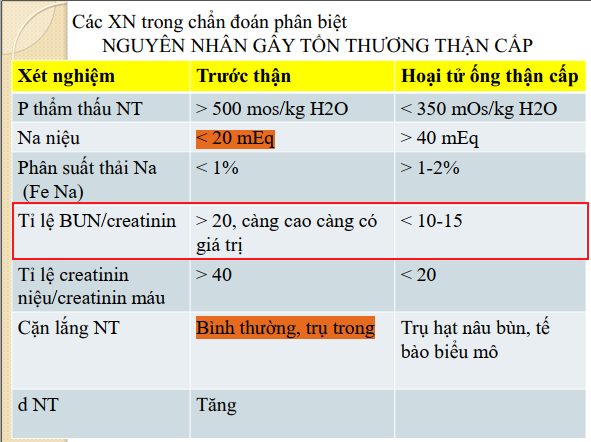 Các XN trong chẩn đoán phân biệt
NGUYÊN NHÂN GÂY TỔN THƯƠNG THẬN CẤP
Xét nghiệm Trước thận Hoại tử ống thận cấp
P thẩm thấu NT > 500 mos/kg H2O < 350 mOs/kg H2O
Na niệu < 20 mEq > 40 mEq
Phân suất thải Na < 1% > 1-2%
(Fe Na)
Tỉ lệ BUN/creatinin > 20, càng cao càng có < 10-15
giá trị
Tỉ lệ creatinin > 40 < 20
niệu/creatinin máu
Cặn lắng NT Bình thường, trụ trong Trụ hạt nâu bùn, tế
bào biểu mô
d NT Tăng